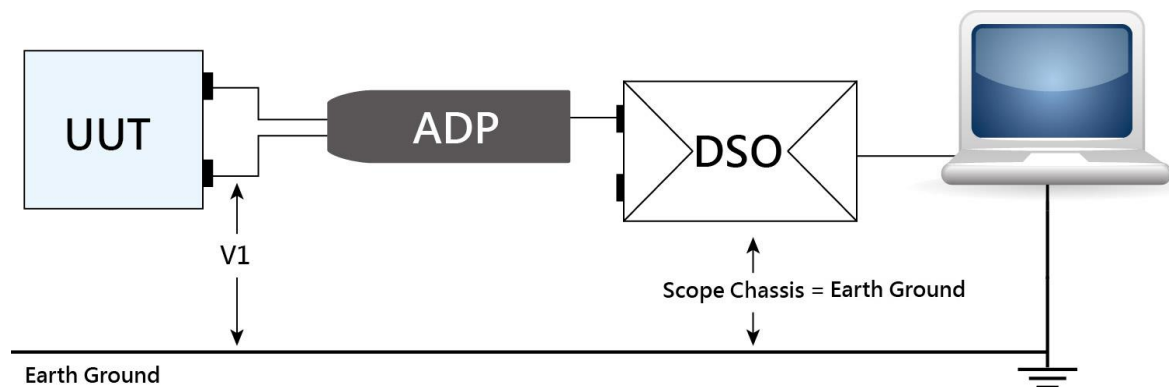 UUT
ADP
DSO
V1
Scope Chassis = Earth Ground
Earth Ground